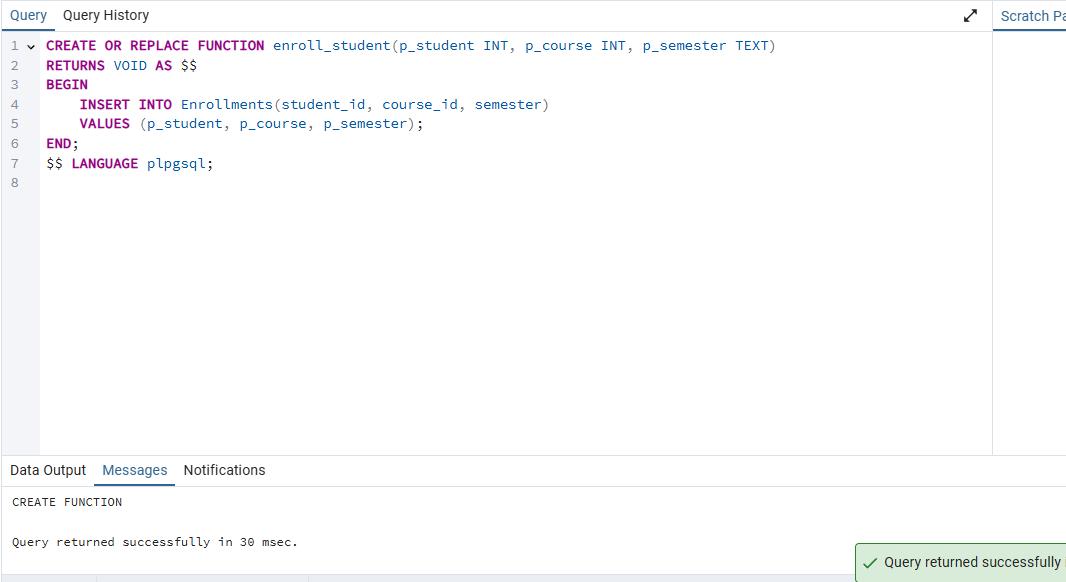 Query Query History Scratch Pa
1 CREATE OR REPLACE FUNCTION enroll_student(p_student INT, p_course INT, p_semester TEXT)
2 RETURNS VOID AS $$
3 BEGIN
4 INSERT INTO Enrollments(student_id, course_id, semester)
5 VALUES (p_student, p_course, p_semester);
6 END;
7 $$ LANGUAGE plpgsql;
8
Data Output Messages Notifications
CREATE FUNCTION
Query returned successfully in 30 msec.
Query returned successfully